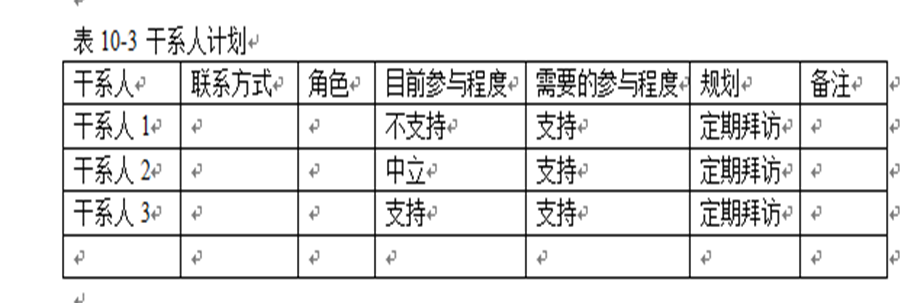 表 10-3 干系人计划
干系人 联系方式 角色 目前参与程度 需要的参与程度 规划 备注
干系人 1 不支持 支持 定期拜访
干系人 2 中立 支持 定期拜访
干系人 3 支持 支持 定期拜访